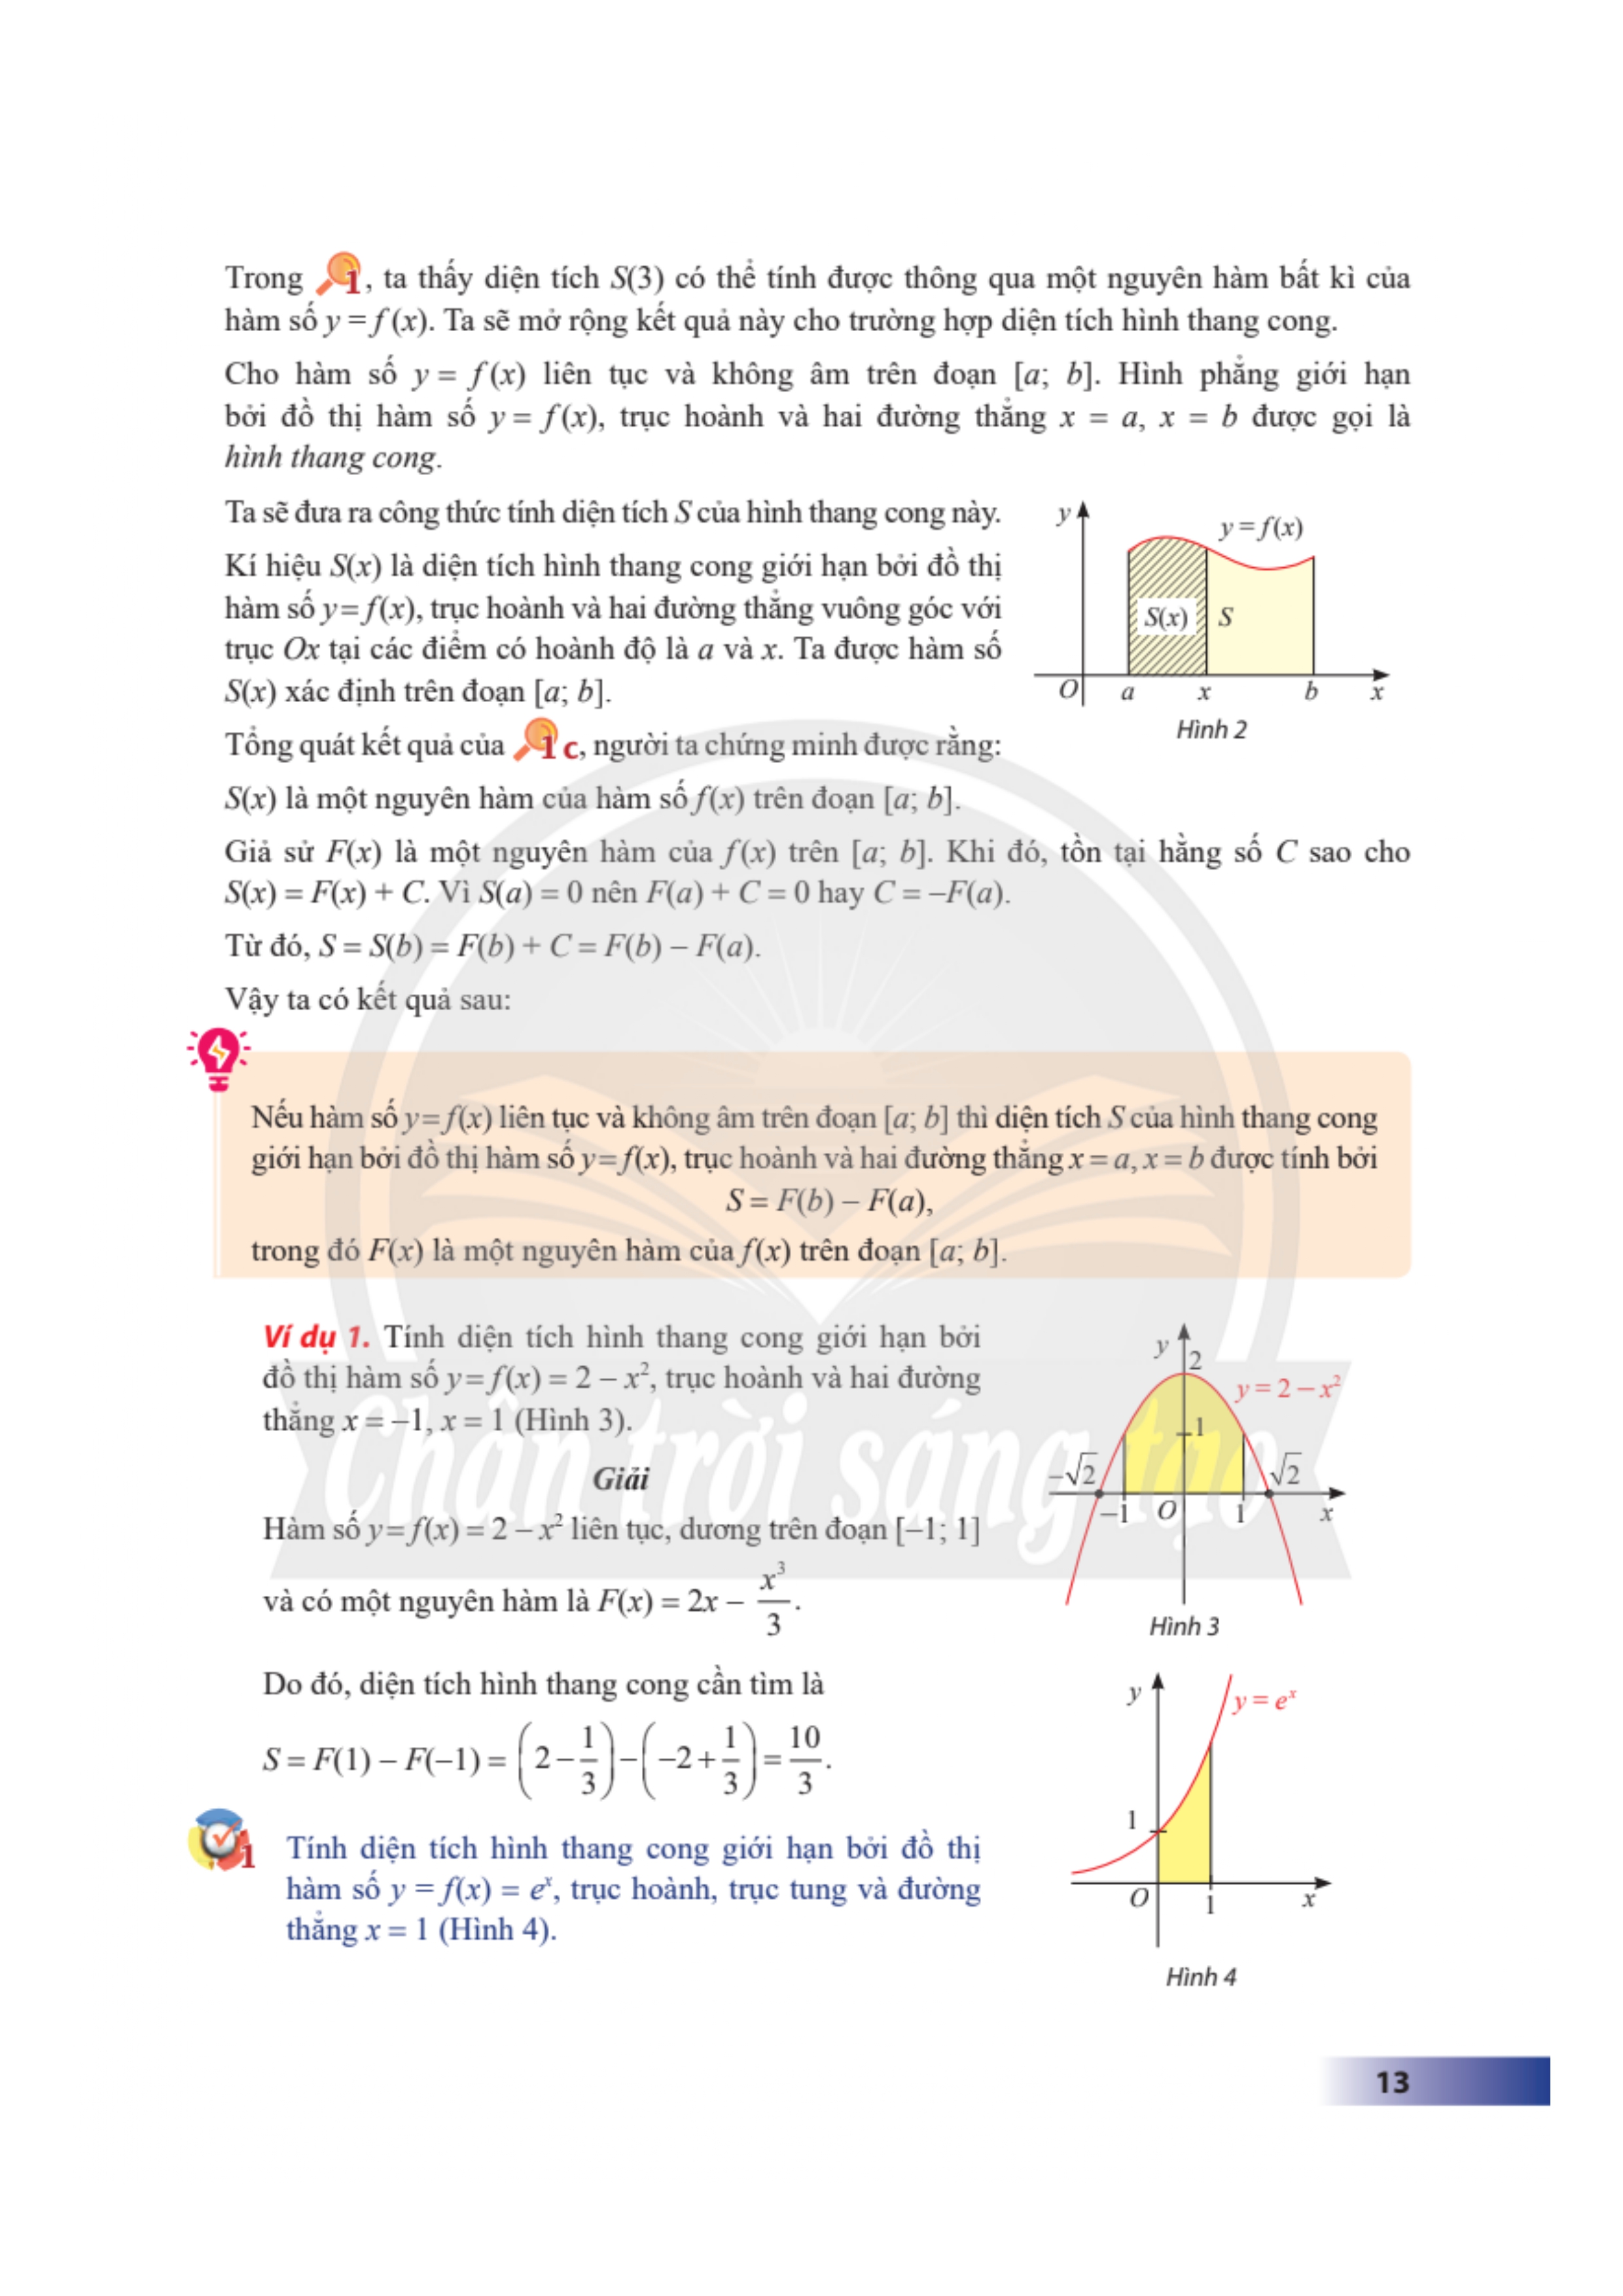 Trong 1, ta thấy diện tích S(3) có thể tính được thông qua một nguyên hàm bất kì của
hàm số y = f(x). Ta sẽ mở rộng kết quả này cho trường hợp diện tích hình thang cong.
Cho hàm số y = f(x) liên tục và không âm trên đoạn [a; b]. Hình phẳng giới hạn
bởi đồ thị hàm số y = f(x), trục hoành và hai đường thẳng x = a, x = b được gọi là
hình thang cong.
Ta sẽ đưa ra công thức tính diện tích S của hình thang cong này.
Kí hiệu S(x) là diện tích hình thang cong giới hạn bởi đồ thị
hàm số y = f(x), trục hoành và hai đường thẳng vuông góc với
trục Ox tại các điểm có hoành độ là a và x. Ta được hàm số
S(x) xác định trên đoạn [a; b].
y
y = f(x)
S(x) S
O a x b x
Hình 2
Tổng quát kết quả của 1 c, người ta chứng minh được rằng:
S(x) là một nguyên hàm của hàm số f(x) trên đoạn [a; b].
Giả sử F(x) là một nguyên hàm của f(x) trên [a; b]. Khi đó, tồn tại hằng số C sao cho
S(x) = F(x) + C. Vì S(a) = 0 nên F(a) + C = 0 hay C = –F(a).
Từ đó, S = S(b) = F(b) + C = F(b) – F(a).
Vậy ta có kết quả sau:
Nếu hàm số y = f(x) liên tục và không âm trên đoạn [a; b] thì diện tích S của hình thang cong
giới hạn bởi đồ thị hàm số y = f(x), trục hoành và hai đường thẳng x = a, x = b được tính bởi
S = F(b) – F(a),
trong đó F(x) là một nguyên hàm của f(x) trên đoạn [a; b].
Ví dụ 1. Tính diện tích hình thang cong giới hạn bởi
đồ thị hàm số y = f(x) = 2 – x², trục hoành và hai đường
thẳng x = –1, x = 1 (Hình 3).
Giải
Hàm số y = f(x) = 2 – x² liên tục, dương trên đoạn [–1; 1]
và có một nguyên hàm là F(x) = 2x – x³/3.
y
2
y = 2 – x²
1
–√2 √2
–1 O 1 x
Hình 3
Chân trời sáng tạo
Do đó, diện tích hình thang cong cần tìm là
S = F(1) – F(–1) = (2 – 1/3) – (–2 + 1/3) = 10/3.
1 Tính diện tích hình thang cong giới hạn bởi đồ thị
hàm số y = f(x) = eˣ, trục hoành, trục tung và đường
thẳng x = 1 (Hình 4).
y
y = eˣ
1
O 1 x
Hình 4
13